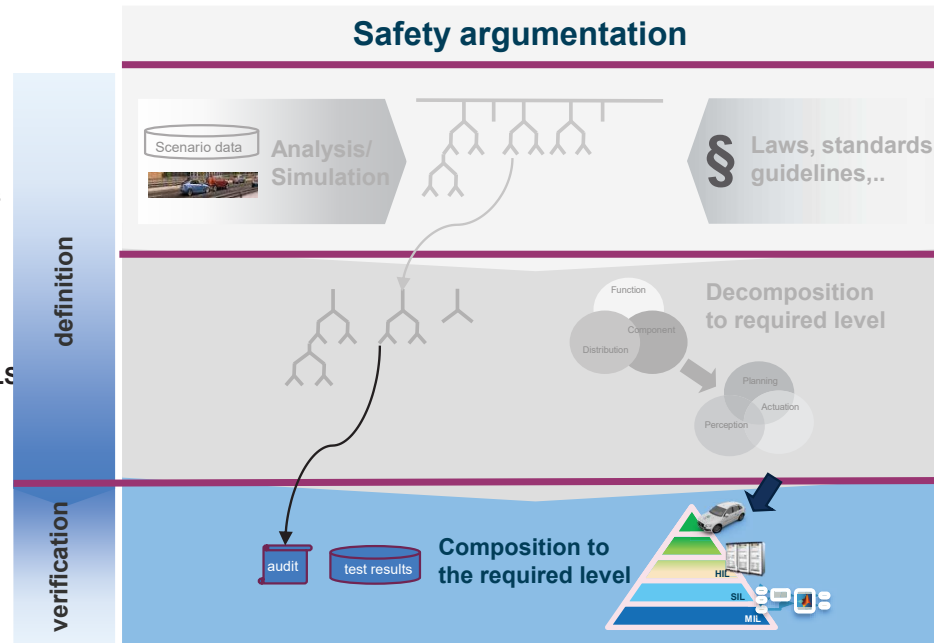 Safety argumentation
Scenario data
Analysis/
Simulation
§
Laws, standards
guidelines,..
definition
Function
Component
Distribution
Decomposition
to required level
Planning
Actuation
Perception
verification
audit
test results
Composition to
the required level
HIL
SIL
MIL